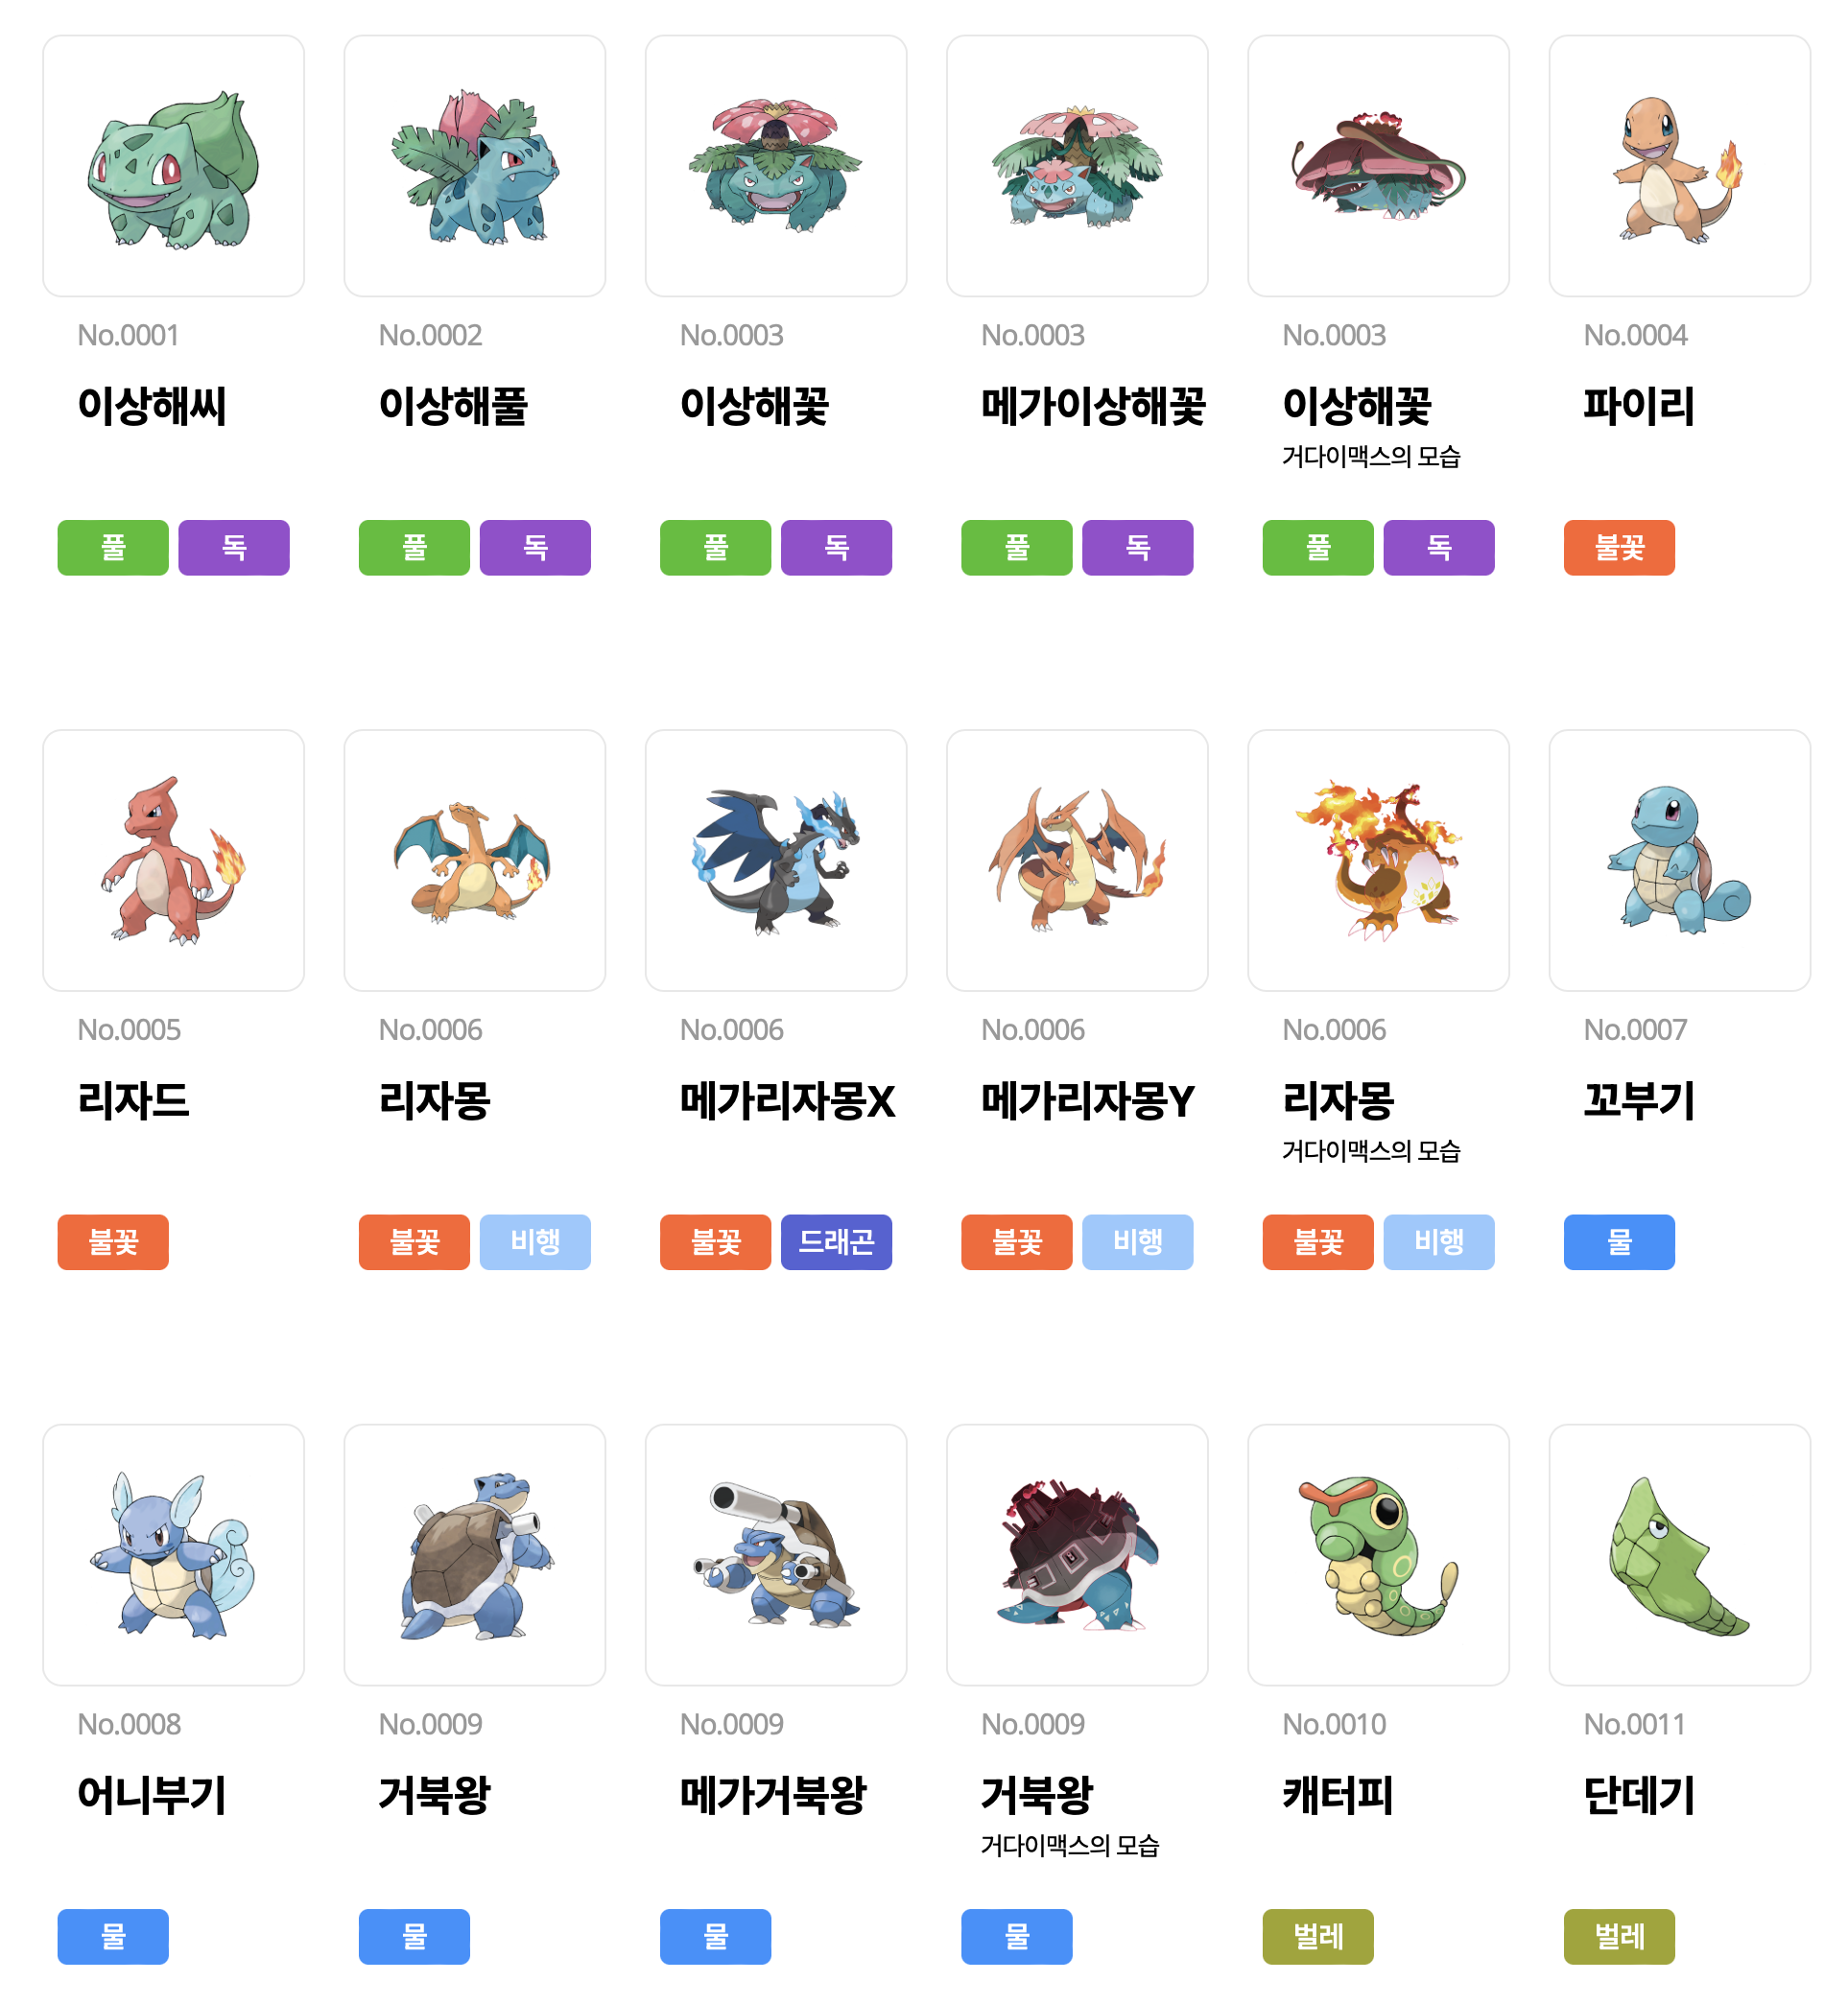 No.0001
이상해씨
풀 독
No.0002
이상해풀
풀 독
No.0003
이상해꽃
풀 독
No.0003
메가이상해꽃
풀 독
No.0003
이상해꽃
거다이맥스의 모습
풀 독
No.0004
파이리
불꽃
No.0005
리자드
불꽃
No.0006
리자몽
불꽃 비행
No.0006
메가리자몽X
불꽃 드래곤
No.0006
메가리자몽Y
불꽃 비행
No.0006
리자몽
거다이맥스의 모습
불꽃 비행
No.0007
꼬부기
물
No.0008
어니부기
물
No.0009
거북왕
물
No.0009
메가거북왕
물
No.0009
거북왕
거다이맥스의 모습
물
No.0010
캐터피
벌레
No.0011
단데기
벌레